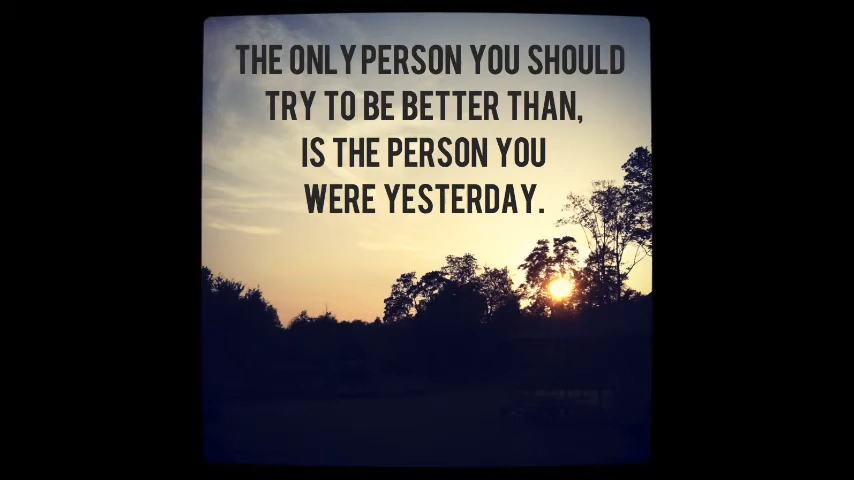 THE ONLY PERSON YOU SHOULD
TRY TO BE BETTER THAN,
IS THE PERSON YOU
WERE YESTERDAY.